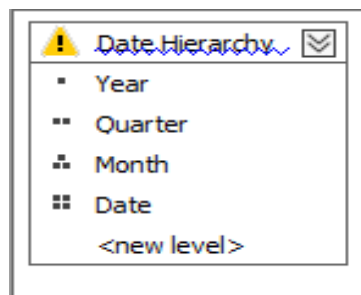 Date Hierarchy
Year
Quarter
Month
Date
<new level>